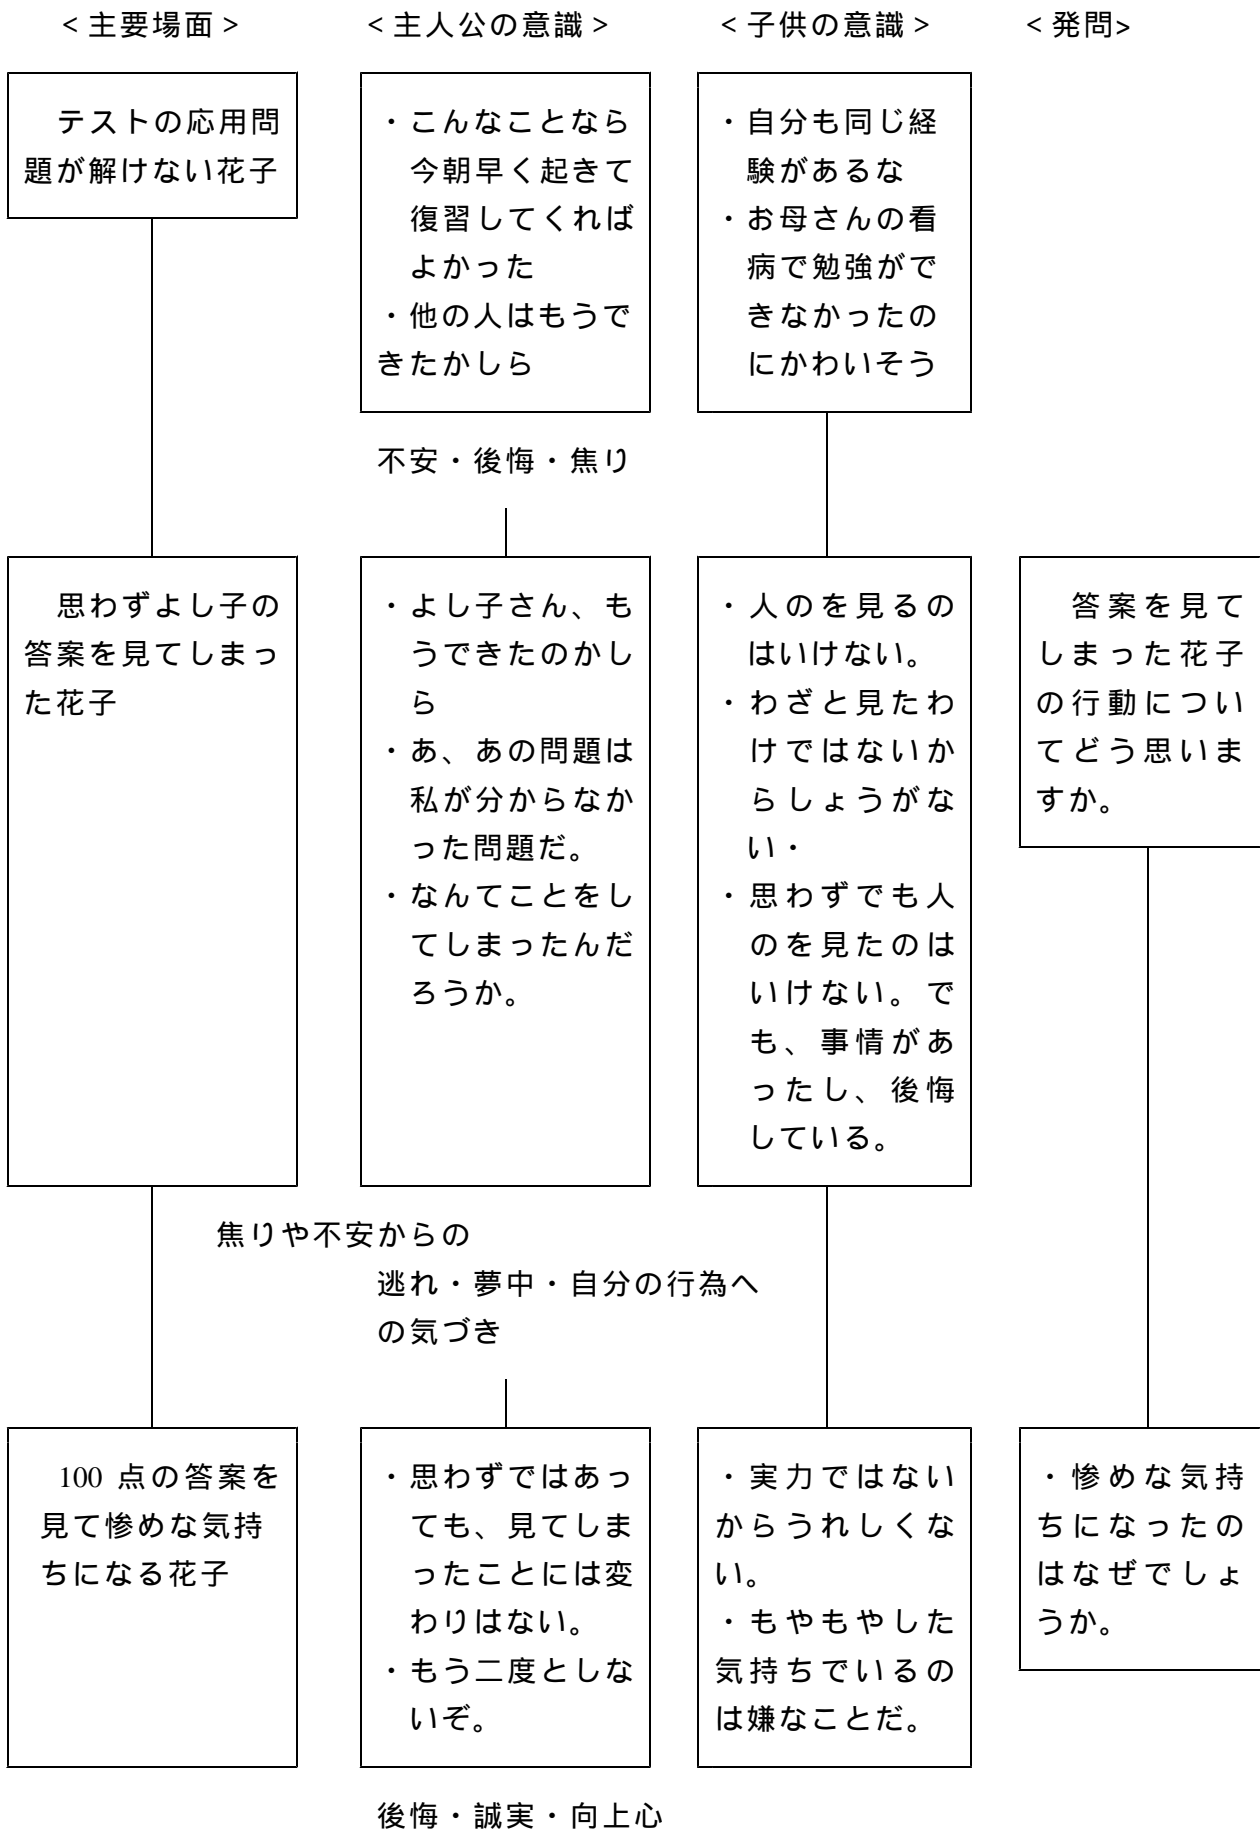 ＜主要場面＞
＜主人公の意識＞
＜子供の意識＞
＜発問>
テストの応用問
題が解けない花子
・こんなことなら
今朝早く起きて
復習してくれば
よかった
・他の人はもうで
きたかしら
・自分も同じ経
験があるな
・お母さんの看
病で勉強がで
きなかったの
にかわいそう
不安・後悔・焦り
思わずよし子の
答案を見てしまっ
た花子
・よし子さん、も
うできたのかし
ら
・あ、あの問題は
私が分からなか
った問題だ。
・なんてことをし
てしまったんだ
ろうか。
・人のを見るの
はいけない。
・わざと見たわ
けではないか
らしょうがな
い・
・思わずでも人
のを見たのは
いけない。で
も、事情があ
ったし、後悔
している。
答案を見て
しまった花子
の行動につい
てどう思いま
すか。
焦りや不安からの
逃れ・夢中・自分の行為へ
の気づき
100 点の答案を
見て惨めな気持
ちになる花子
・思わずではあっ
ても、見てしま
ったことには変
わりはない。
・もう二度としな
いぞ。
・実力ではない
からうれしくな
い。
・もやもやした
気持ちでいるの
は嫌なことだ。
・惨めな気持
ちになったの
はなぜでしょ
うか。
後悔・誠実・向上心